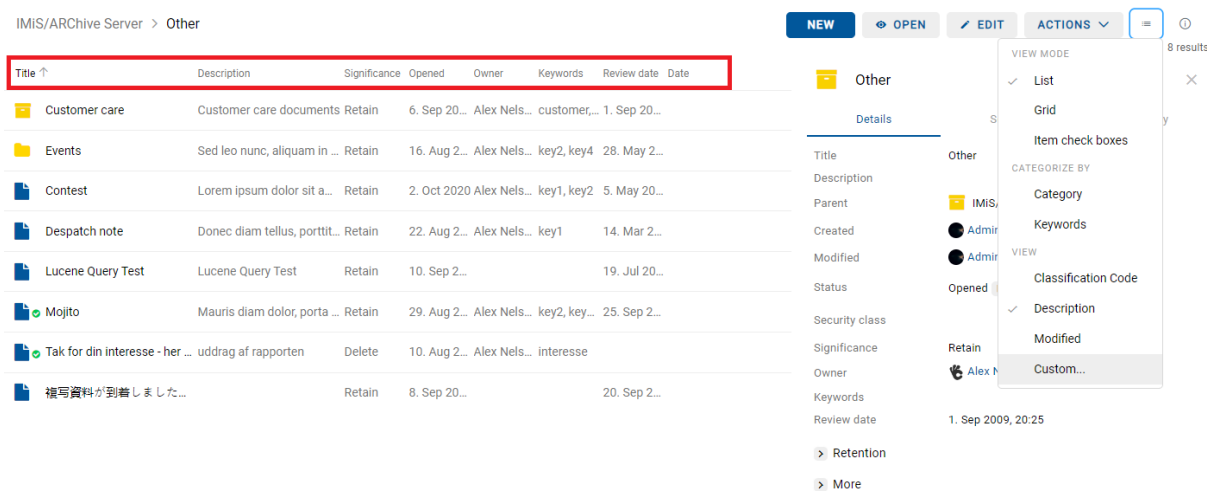 IMiS/ARChive Server > Other
NEW OPEN EDIT ACTIONS
8 results
Title Description Significance Opened Owner Keywords Review date Date
Customer care Customer care documents Retain 6. Sep 20... Alex Nels... customer,... 1. Sep 20...
Events Sed leo nunc, aliquam in ... Retain 16. Aug 2... Alex Nels... key2, key4 28. May 2...
Contest Lorem ipsum dolor sit a... Retain 2. Oct 2020 Alex Nels... key1, key2 5. May 20...
Despatch note Donec diam tellus, porttit... Retain 22. Aug 2... Alex Nels... key1 14. Mar 2...
Lucene Query Test Lucene Query Test Retain 10. Sep 2... 19. Jul 20...
Mojito Mauris diam dolor, porta ... Retain 29. Aug 2... Alex Nels... key2, key... 25. Sep 2...
Tak for din interesse - her ... uddrag af rapporten Delete 10. Aug 2... Alex Nels... interesse
複写資料が到着しました... Retain 8. Sep 20... 20. Sep 2...
Other
Details S y
Title Other
Description
Parent IMiS/
Created Admir
Modified Admir
Status Opened
Security class
Significance Retain
Owner Alex N
Keywords
Review date 1. Sep 2009, 20:25
> Retention
> More
VIEW MODE
List
Grid
Item check boxes
CATEGORIZE BY
Category
Keywords
VIEW
Classification Code
Description
Modified
Custom...